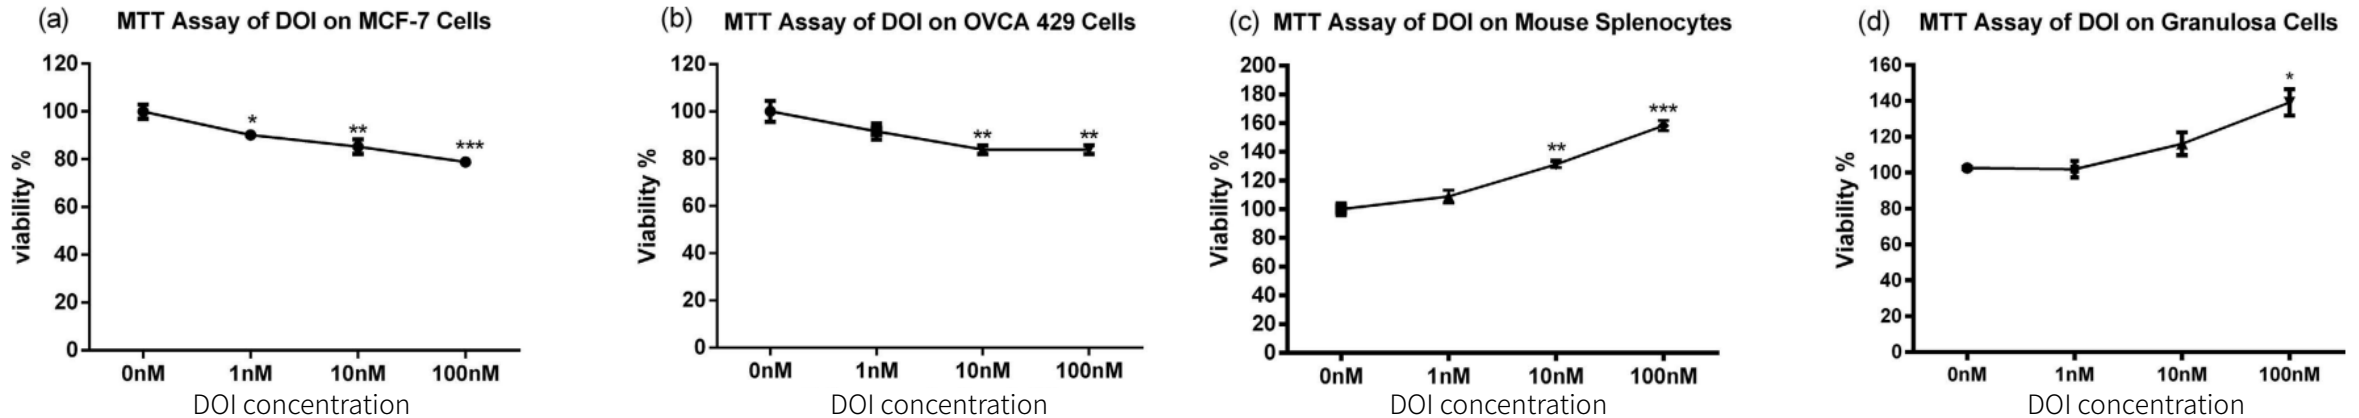 (a) MTT Assay of DOI on MCF-7 Cells
120
100
80
60
40
20
0
viability %
*
**
***
0nM 1nM 10nM 100nM
DOI concentration
(b) MTT Assay of DOI on OVCA 429 Cells
120
100
80
60
40
20
0
Viability %
**
**
0nM 1nM 10nM 100nM
DOI concentration
(c) MTT Assay of DOI on Mouse Splenocytes
200
180
160
140
120
100
80
60
40
20
0
Viability %
**
***
0nM 1nM 10nM 100nM
DOI concentration
(d) MTT Assay of DOI on Granulosa Cells
160
140
120
100
80
60
40
20
0
Viability %
*
0nM 1nM 10nM 100nM
DOI concentration